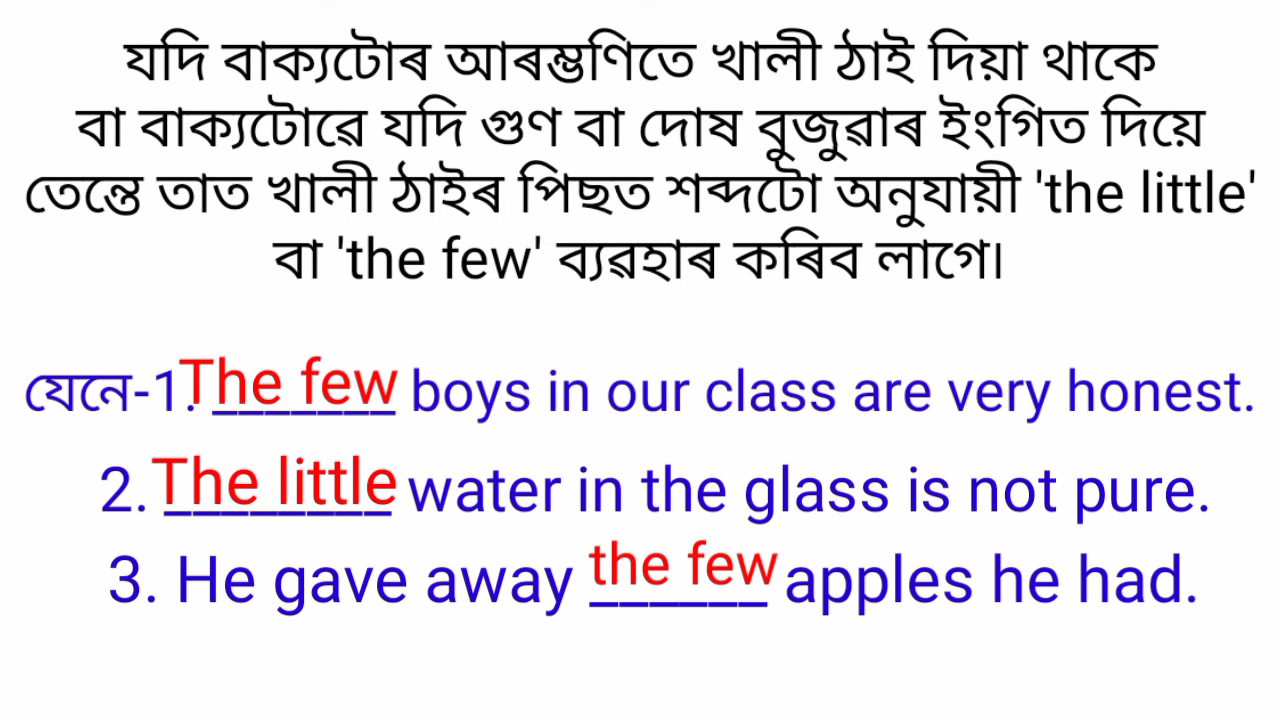 যদি বাক্যটোৰ আৰম্ভণিতে খালী ঠাই দিয়া থাকে
বা বাক্যটোৱে যদি গুণ বা দোষ বুজুৱাৰ ইংগিত দিয়ে
তেন্তে তাত খালী ঠাইৰ পিছত শব্দটো অনুযায়ী 'the little'
বা 'the few' ব্যৱহাৰ কৰিব লাগে।
যেনে-1. The few boys in our class are very honest.
2. The little water in the glass is not pure.
3. He gave away the few apples he had.